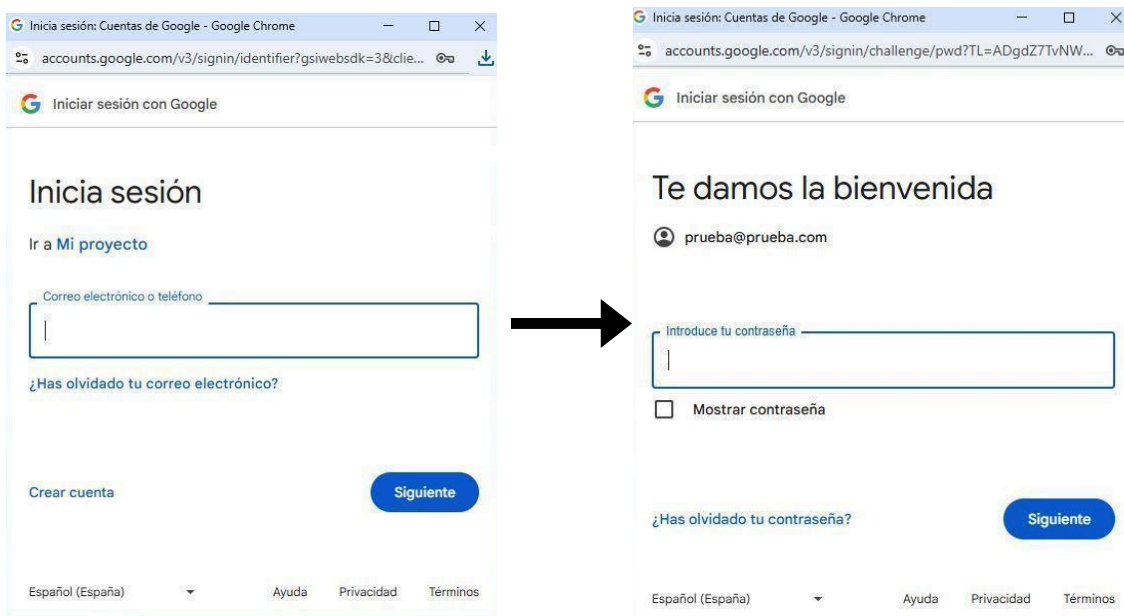 Inicia sesión: Cuentas de Google - Google Chrome
accounts.google.com/v3/signin/identifier?gsiwebsdk=3&clie...
Iniciar sesión con Google
Inicia sesión
Ir a Mi proyecto
Correo electrónico o teléfono
¿Has olvidado tu correo electrónico?
Crear cuenta
Siguiente
Español (España) Ayuda Privacidad Términos
Inicia sesión: Cuentas de Google - Google Chrome
accounts.google.com/v3/signin/challenge/pwd?TL=ADgdZ7TvNW...
Iniciar sesión con Google
Te damos la bienvenida
prueba@prueba.com
Introduce tu contraseña
Mostrar contraseña
¿Has olvidado tu contraseña?
Siguiente
Español (España) Ayuda Privacidad Términos